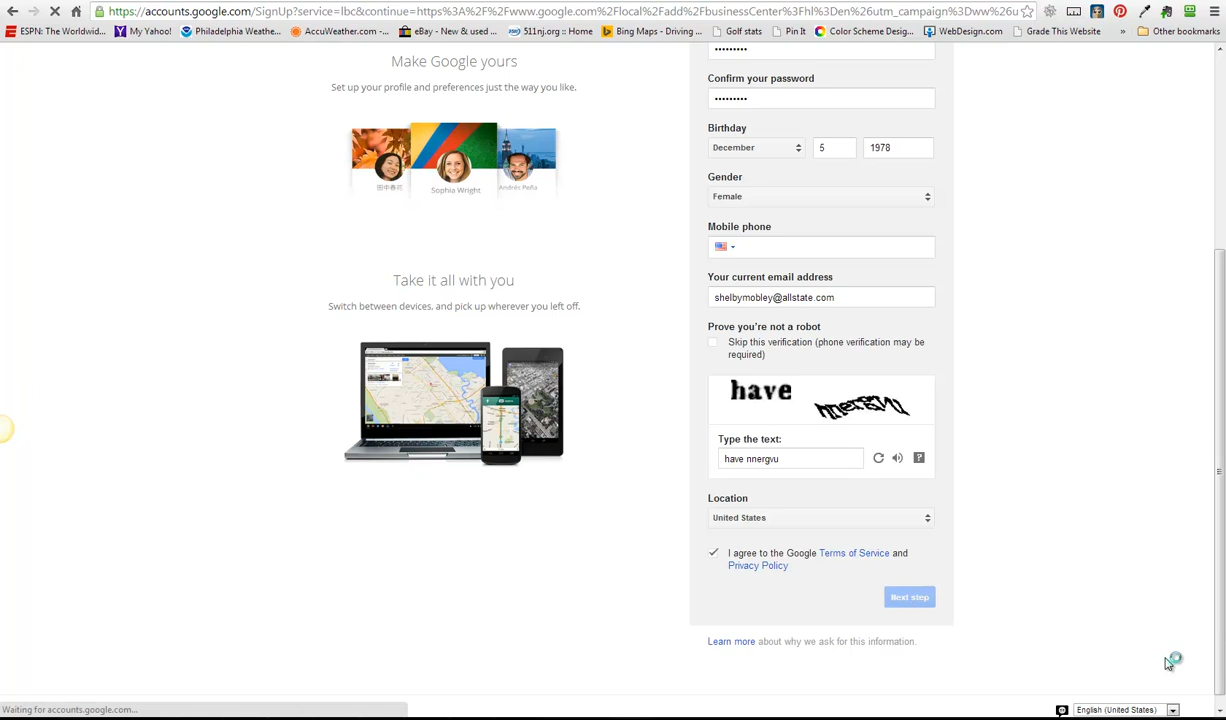 https://accounts.google.com/SignUp?service=lbc&continue=https%3A%2F%2Fwww.google.com%2Flocal%2Fadd%2FbusinessCenter%3Fhl%3Den%26utm_campaign%3Dww%26u
ESPN: The Worldwid...
My Yahoo!
Philadelphia Weathe...
AccuWeather.com -...
eBay - New & used ...
511nj.org :: Home
Bing Maps - Driving ...
Golf stats
Pin It
Color Scheme Desig...
WebDesign.com
Grade This Website
»
Other bookmarks
Make Google yours
Set up your profile and preferences just the way you like.
田中春花
Sophia Wright
Andrés Peña
Take it all with you
Switch between devices, and pick up wherever you left off.
•••••••••
Confirm your password
•••••••••
Birthday
December 5 1978
Gender
Female
Mobile phone
Your current email address
shelbymobley@allstate.com
Prove you're not a robot
Skip this verification (phone verification may be
required)
have nnergvu
Type the text:
have nnergvu
Location
United States
I agree to the Google Terms of Service and
Privacy Policy
Next step
Learn more about why we ask for this information.
Waiting for accounts.google.com...
English (United States)